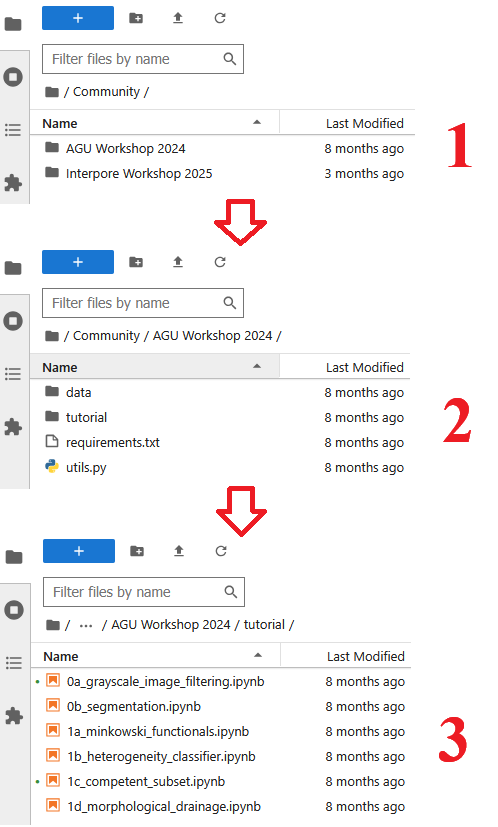 +
Filter files by name
/ Community /
Name Last Modified
AGU Workshop 2024 8 months ago
Interpore Workshop 2025 3 months ago
1
+
Filter files by name
/ Community / AGU Workshop 2024 /
Name Last Modified
data 8 months ago
tutorial 8 months ago
requirements.txt 8 months ago
utils.py 8 months ago
2
+
Filter files by name
/ ··· / AGU Workshop 2024 / tutorial /
Name Last Modified
0a_grayscale_image_filtering.ipynb 8 months ago
0b_segmentation.ipynb 8 months ago
1a_minkowski_functionals.ipynb 8 months ago
1b_heterogeneity_classifier.ipynb 8 months ago
1c_competent_subset.ipynb 8 months ago
1d_morphological_drainage.ipynb 8 months ago
3